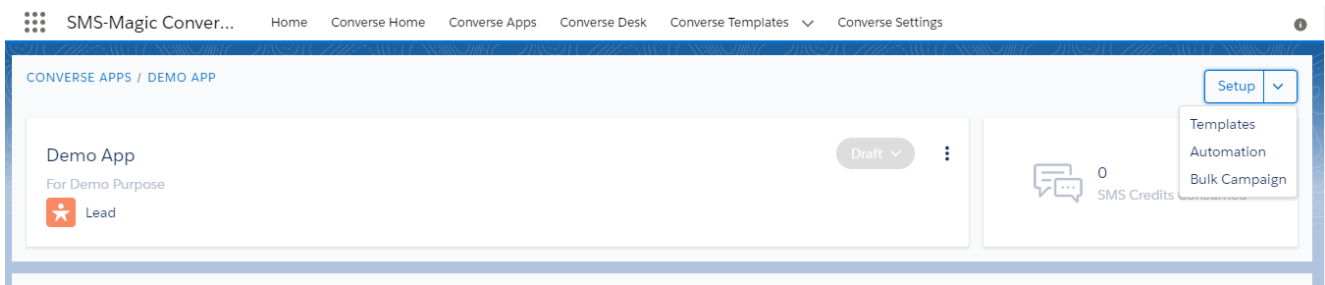 SMS-Magic Conver... Home Converse Home Converse Apps Converse Desk Converse Templates Converse Settings
CONVERSE APPS / DEMO APP
Setup
Templates
Automation
Bulk Campaign
Demo App
Draft
For Demo Purpose
Lead
0
SMS Credits Consumed